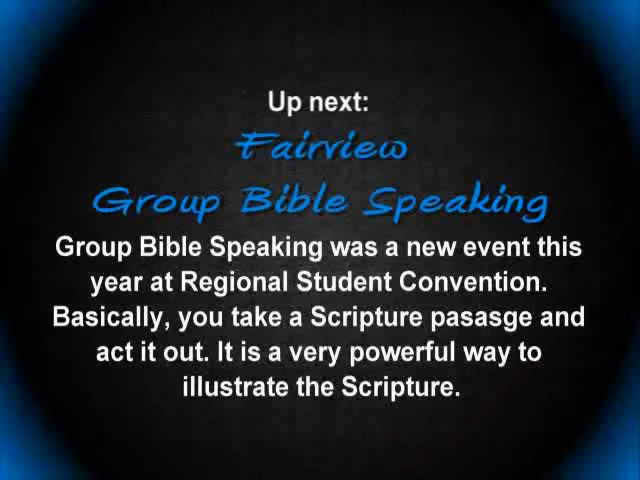 Up next:
Fairview
Group Bible Speaking
Group Bible Speaking was a new event this
year at Regional Student Convention.
Basically, you take a Scripture pasasge and
act it out. It is a very powerful way to
illustrate the Scripture.